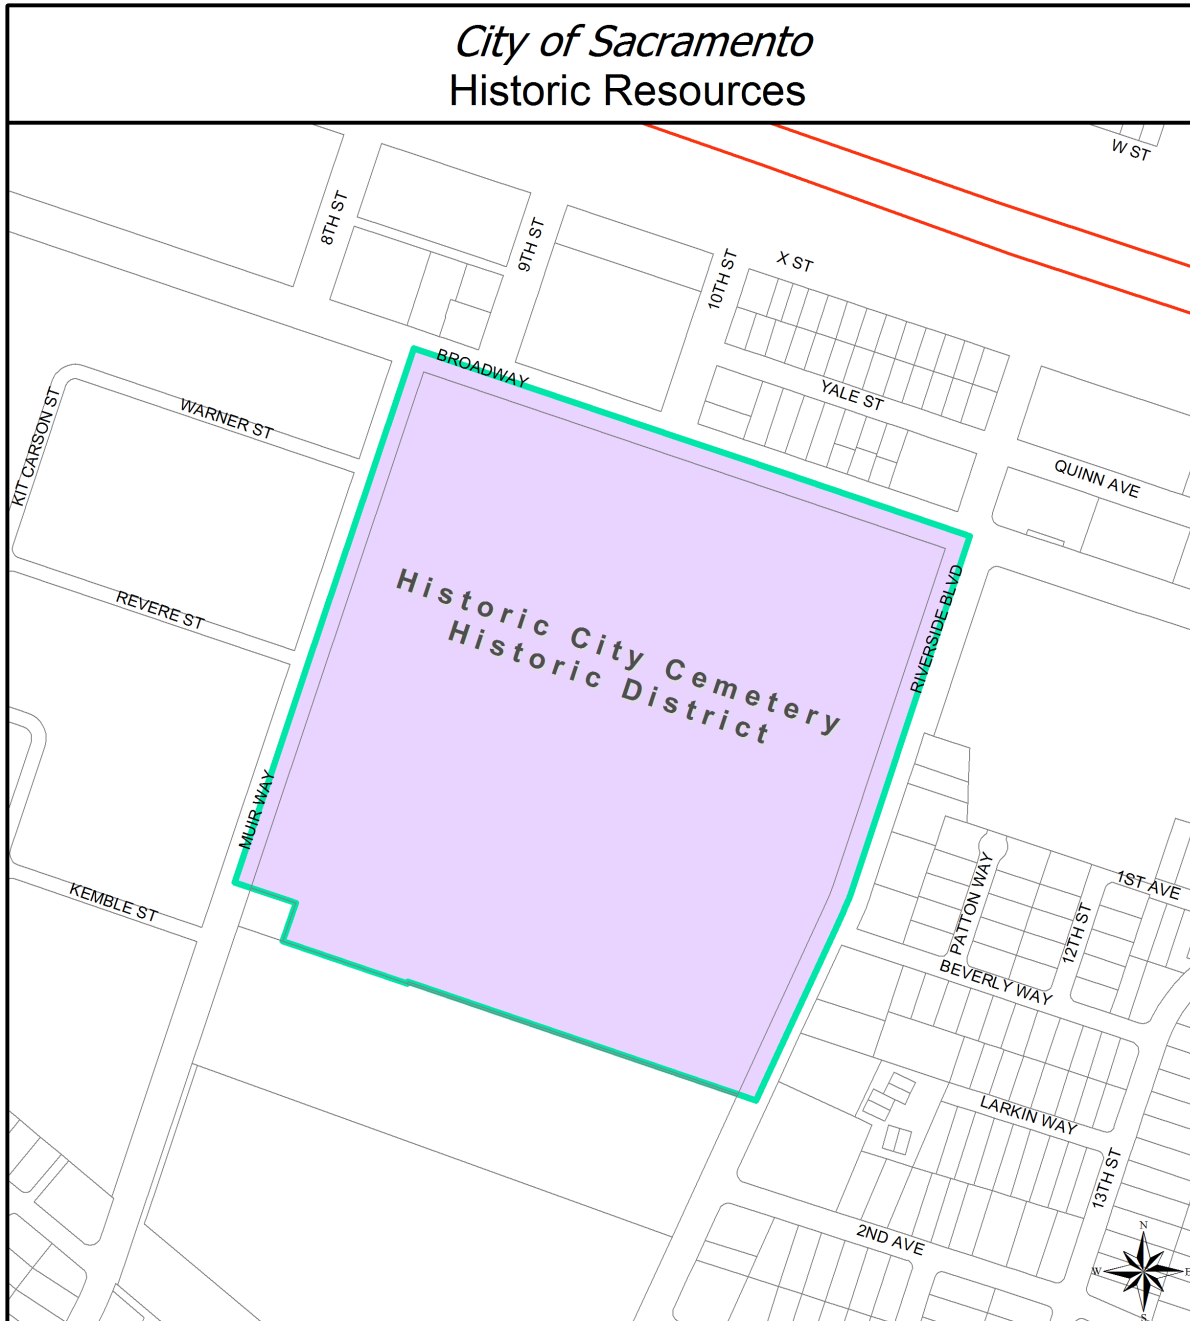 City of Sacramento
Historic Resources
W ST
8TH ST
9TH ST
10TH ST
X ST
BROADWAY
YALE ST
KIT CARSON ST
WARNER ST
QUINN AVE
REVERE ST
Historic City Cemetery
Historic District
RIVERSIDE BLVD
MUIR WAY
KEMBLE ST
PATTON WAY
1ST AVE
12TH ST
BEVERLY WAY
LARKIN WAY
13TH ST
2ND AVE
N
W
E
S